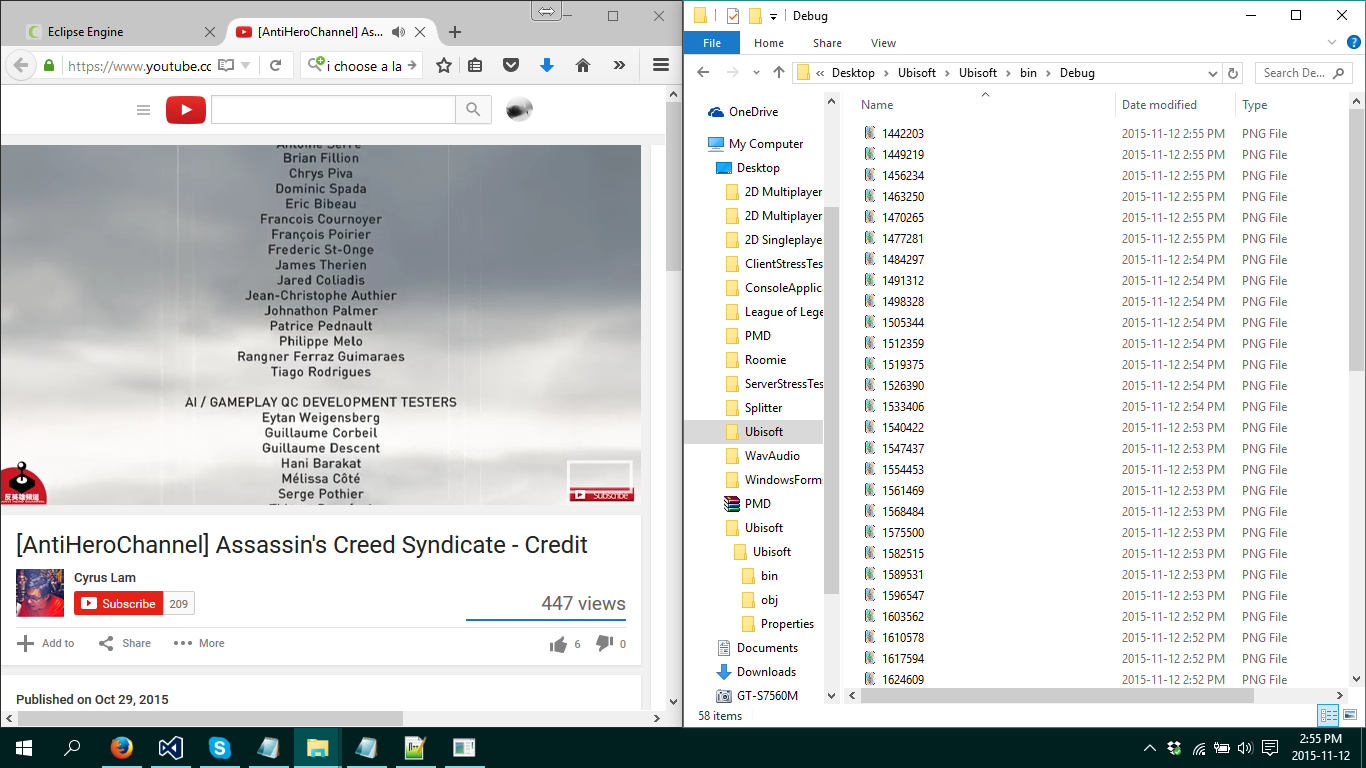 Eclipse Engine
[AntiHeroChannel] As...
https://www.youtube.co
i choose a la
Antoine Serre
Brian Fillion
Chrys Piva
Dominic Spada
Eric Bibeau
Francois Cournoyer
François Poirier
Frederic St-Onge
James Therien
Jared Coliadis
Jean-Christophe Authier
Johnathon Palmer
Patrice Pednault
Philippe Melo
Rangner Ferraz Guimaraes
Tiago Rodrigues
AI / GAMEPLAY QC DEVELOPMENT TESTERS
Eytan Weigensberg
Guillaume Corbeil
Guillaume Descent
Hani Barakat
Mélissa Côté
Serge Pothier
反英雄頻道
Subscribe
[AntiHeroChannel] Assassin's Creed Syndicate - Credit
Cyrus Lam
Subscribe 209
447 views
Add to Share More 6 0
Published on Oct 29, 2015
Debug
File Home Share View
« Desktop Ubisoft Ubisoft bin Debug
Search De...
OneDrive
My Computer
Desktop
2D Multiplayer
2D Multiplayer
2D Singleplaye
ClientStressTes
ConsoleApplic
League of Lege
PMD
Roomie
ServerStressTes
Splitter
Ubisoft
WavAudio
WindowsForm
PMD
Ubisoft
Ubisoft
bin
obj
Properties
Documents
Downloads
GT-S7560M
Name Date modified Type
1442203 2015-11-12 2:55 PM PNG File
1449219 2015-11-12 2:55 PM PNG File
1456234 2015-11-12 2:55 PM PNG File
1463250 2015-11-12 2:55 PM PNG File
1470265 2015-11-12 2:55 PM PNG File
1477281 2015-11-12 2:55 PM PNG File
1484297 2015-11-12 2:54 PM PNG File
1491312 2015-11-12 2:54 PM PNG File
1498328 2015-11-12 2:54 PM PNG File
1505344 2015-11-12 2:54 PM PNG File
1512359 2015-11-12 2:54 PM PNG File
1519375 2015-11-12 2:54 PM PNG File
1526390 2015-11-12 2:54 PM PNG File
1533406 2015-11-12 2:54 PM PNG File
1540422 2015-11-12 2:53 PM PNG File
1547437 2015-11-12 2:53 PM PNG File
1554453 2015-11-12 2:53 PM PNG File
1561469 2015-11-12 2:53 PM PNG File
1568484 2015-11-12 2:53 PM PNG File
1575500 2015-11-12 2:53 PM PNG File
1582515 2015-11-12 2:53 PM PNG File
1589531 2015-11-12 2:53 PM PNG File
1596547 2015-11-12 2:53 PM PNG File
1603562 2015-11-12 2:52 PM PNG File
1610578 2015-11-12 2:52 PM PNG File
1617594 2015-11-12 2:52 PM PNG File
1624609 2015-11-12 2:52 PM PNG File
58 items
2:55 PM
2015-11-12